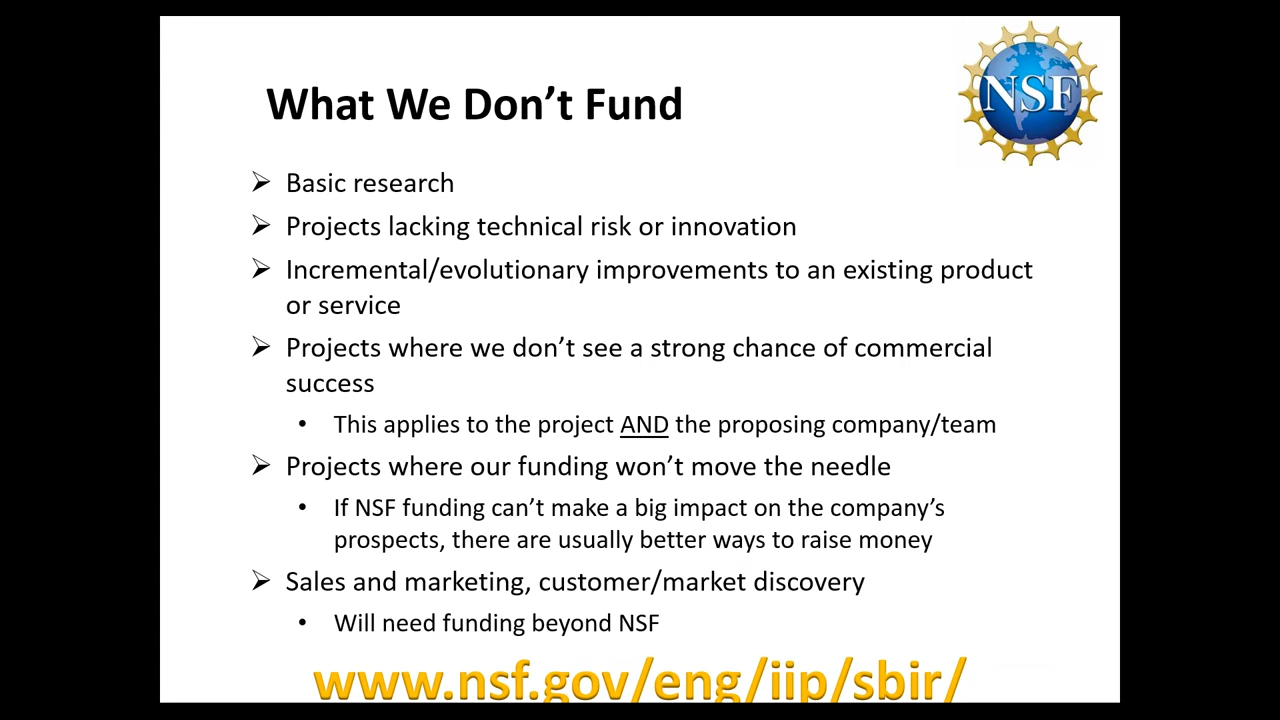 NSF
What We Don’t Fund
➢ Basic research
➢ Projects lacking technical risk or innovation
➢ Incremental/evolutionary improvements to an existing product
or service
➢ Projects where we don’t see a strong chance of commercial
success
• This applies to the project AND the proposing company/team
➢ Projects where our funding won’t move the needle
• If NSF funding can’t make a big impact on the company’s
prospects, there are usually better ways to raise money
➢ Sales and marketing, customer/market discovery
• Will need funding beyond NSF
www.nsf.gov/eng/iip/sbir/